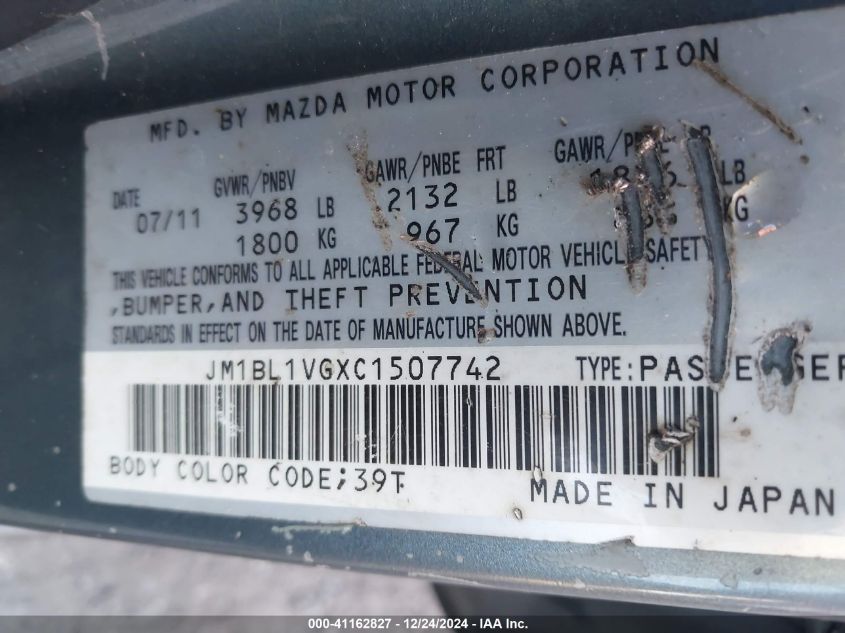 MFD. BY MAZDA MOTOR CORPORATION
DATE GVWR/PNBV GAWR/PNBE FRT
07/11 3968 LB 2132 LB LB
1800 KG 967 KG KG
THIS VEHICLE CONFORMS TO ALL APPLICABLE FEDERAL MOTOR VEHICLE SAFETY
,BUMPER,AND THEFT PREVENTION
STANDARDS IN EFFECT ON THE DATE OF MANUFACTURE SHOWN ABOVE.
JM1BL1VGXC1507742 TYPE:PASSENGER
BODY COLOR CODE;39T MADE IN JAPAN
000-41162827 - 12/24/2024 - IAA, Inc.